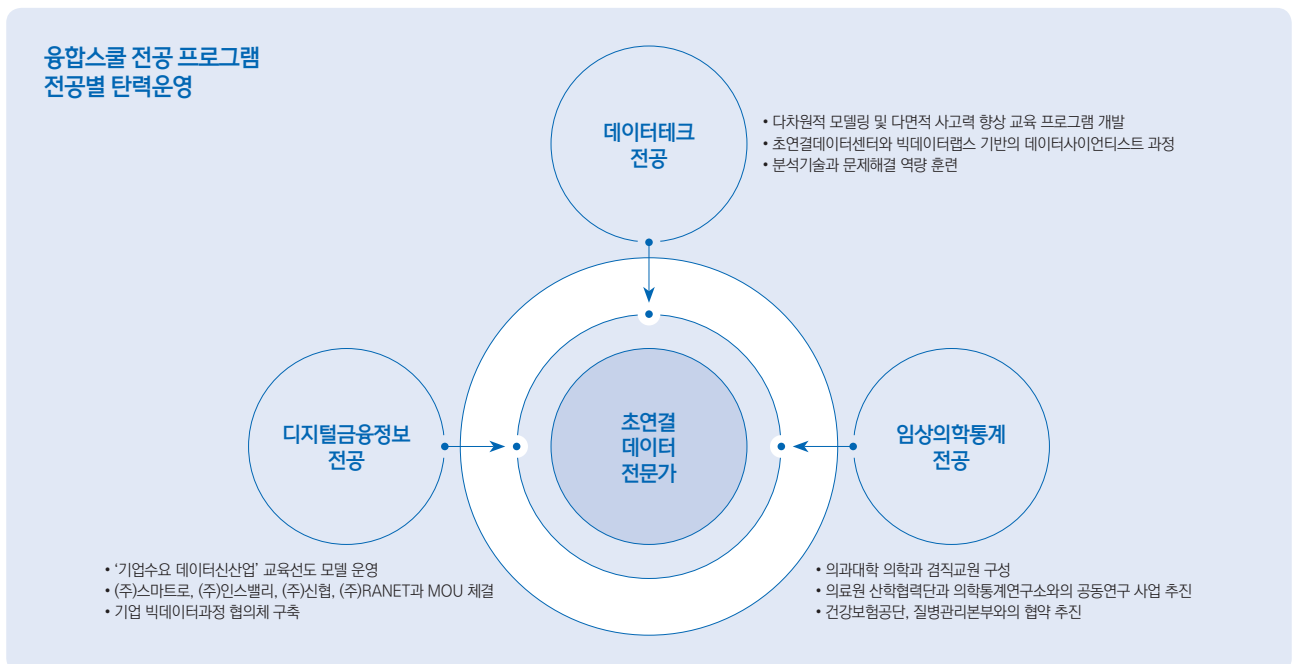 융합스쿨 전공 프로그램
전공별 탄력운영
데이터테크
전공
• 다차원적 모델링 및 다면적 사고력 향상 교육 프로그램 개발
• 초연결데이터센터와 빅데이터랩스 기반의 데이터사이언티스트 과정
• 분석기술과 문제해결 역량 훈련
디지털금융정보
전공
초연결
데이터
전문가
임상의학통계
전공
• ‘기업수요 데이터신산업’ 교육선도 모델 운영
• (주)스마트로, (주)인스밸리, (주)신협, (주)RANET과 MOU 체결
• 기업 빅데이터과정 협의체 구축
• 의과대학 의학과 겸직교원 구성
• 의료원 산학협력단과 의학통계연구소와의 공동연구 사업 추진
• 건강보험공단, 질병관리본부와의 협약 추진